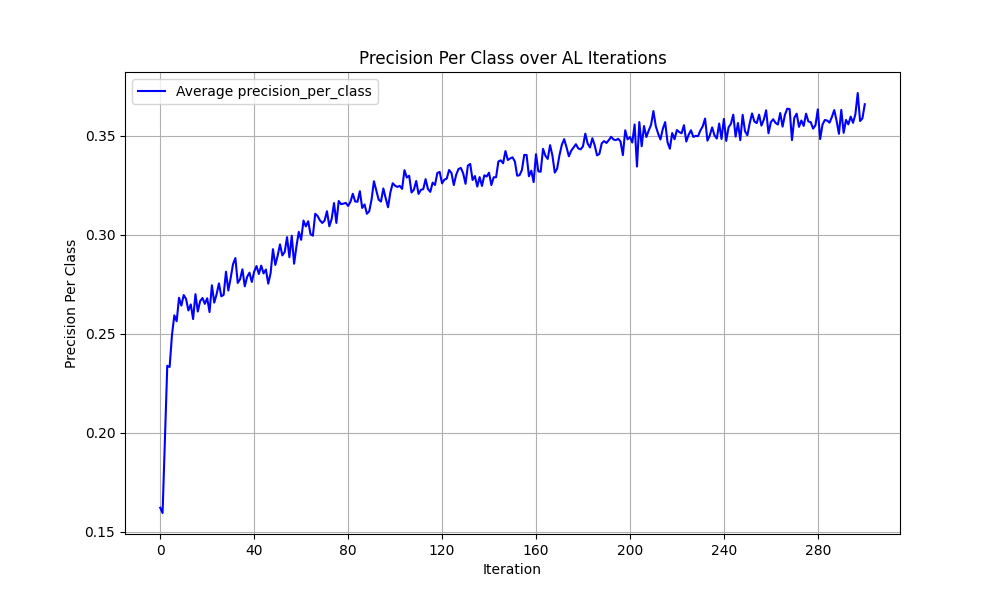 Precision Per Class over AL Iterations
Average precision_per_class
Precision Per Class
0.35
0.30
0.25
0.20
0.15
0 40 80 120 160 200 240 280
Iteration